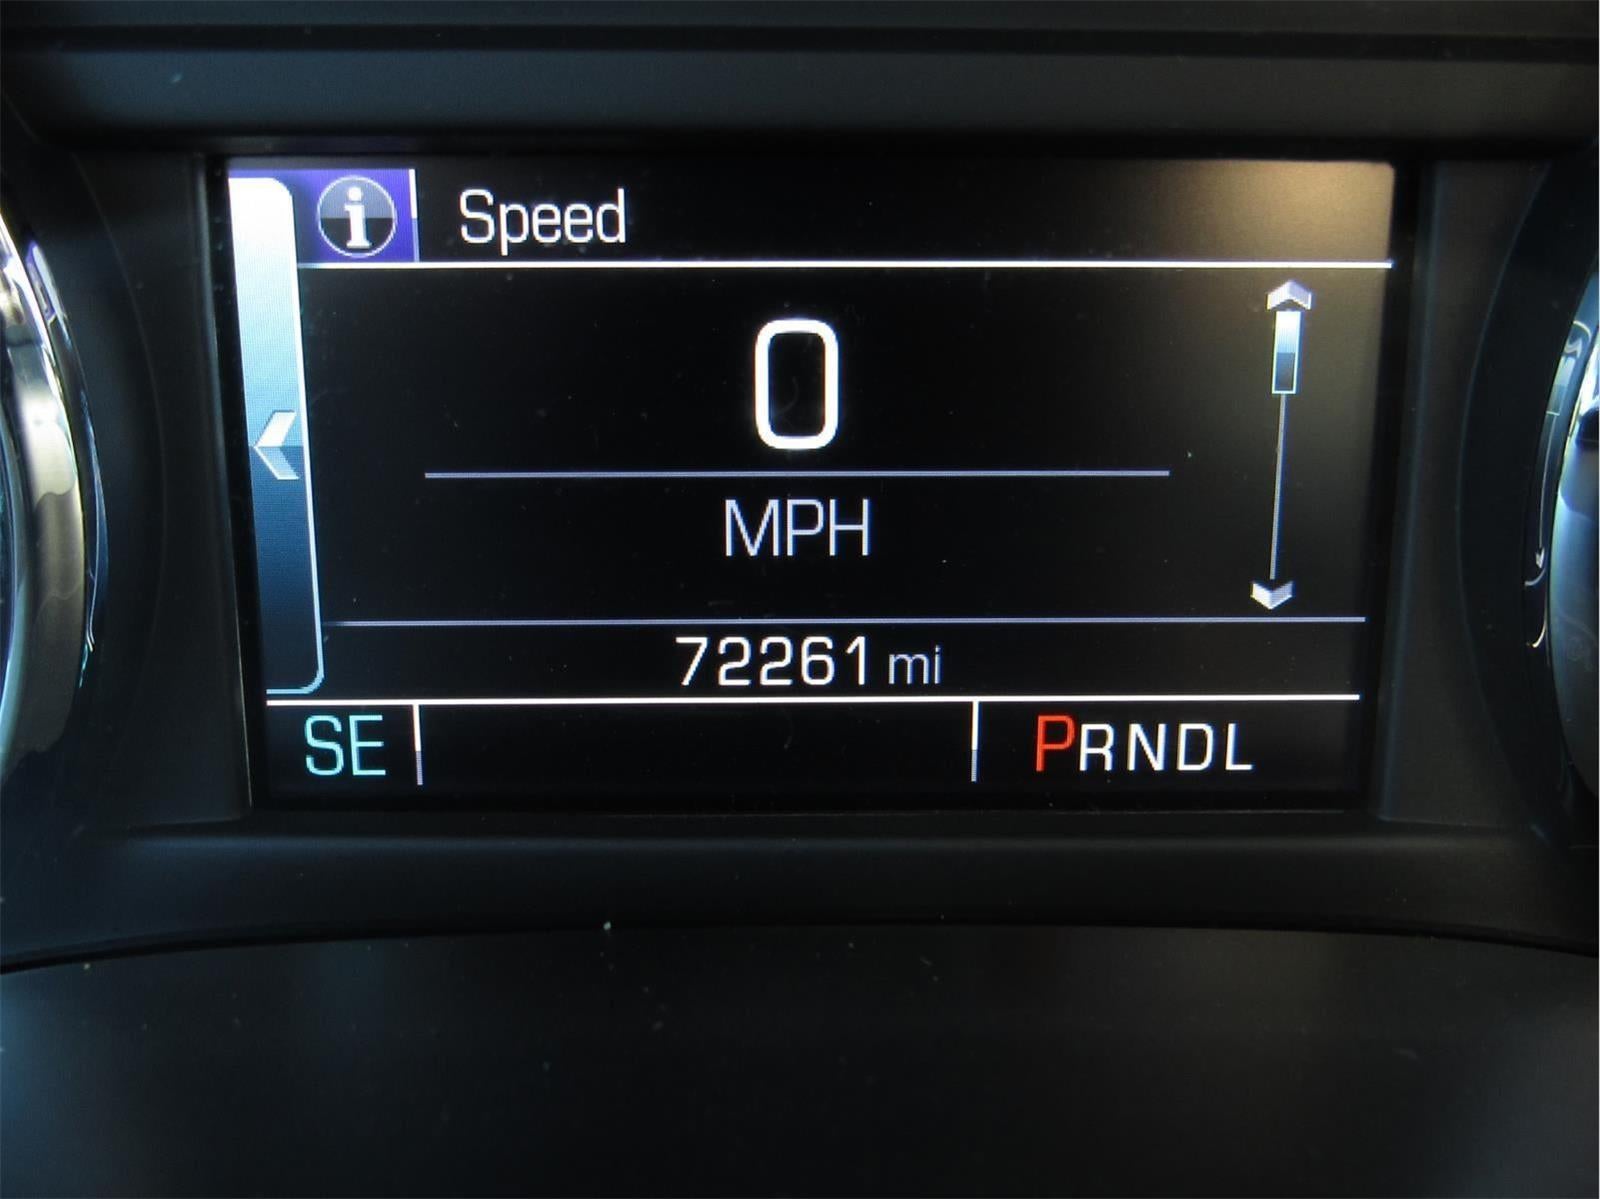 i Speed
0
MPH
72261 mi
SE PRNDL